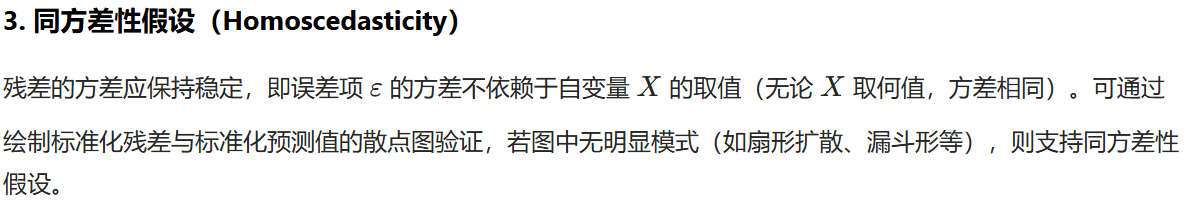 3. 同方差性假设（Homoscedasticity）
残差的方差应保持稳定，即误差项 ε 的方差不依赖于自变量 X 的取值（无论 X 取何值，方差相同）。可通过
绘制标准化残差与标准化预测值的散点图验证，若图中无明显模式（如扇形扩散、漏斗形等），则支持同方差性
假设。